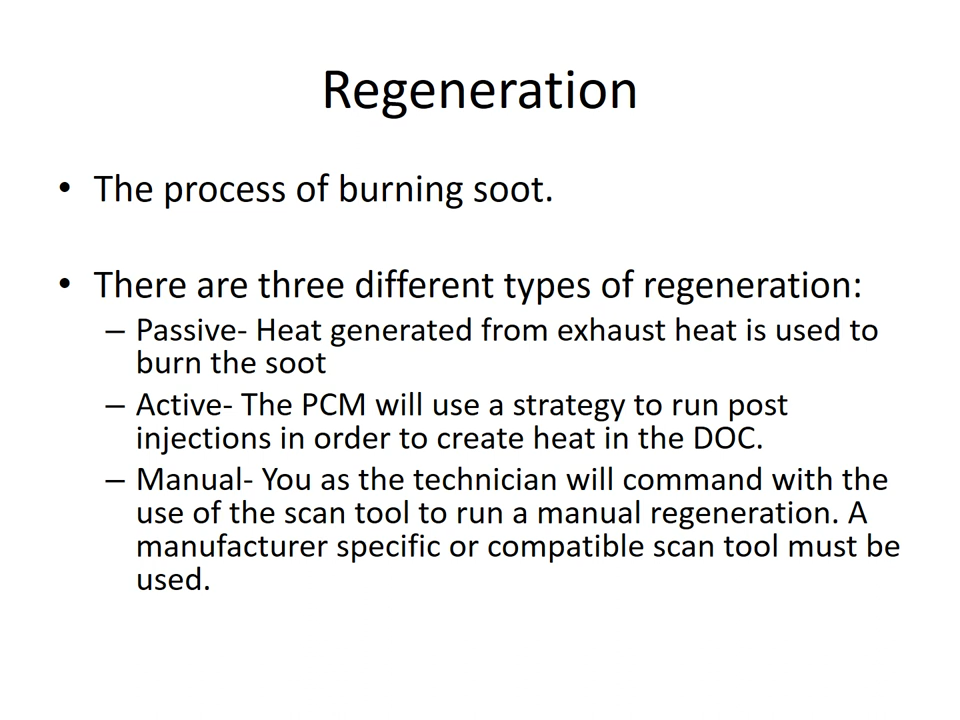 Regeneration
• The process of burning soot.
• There are three different types of regeneration:
– Passive- Heat generated from exhaust heat is used to
burn the soot
– Active- The PCM will use a strategy to run post
injections in order to create heat in the DOC.
– Manual- You as the technician will command with the
use of the scan tool to run a manual regeneration. A
manufacturer specific or compatible scan tool must be
used.